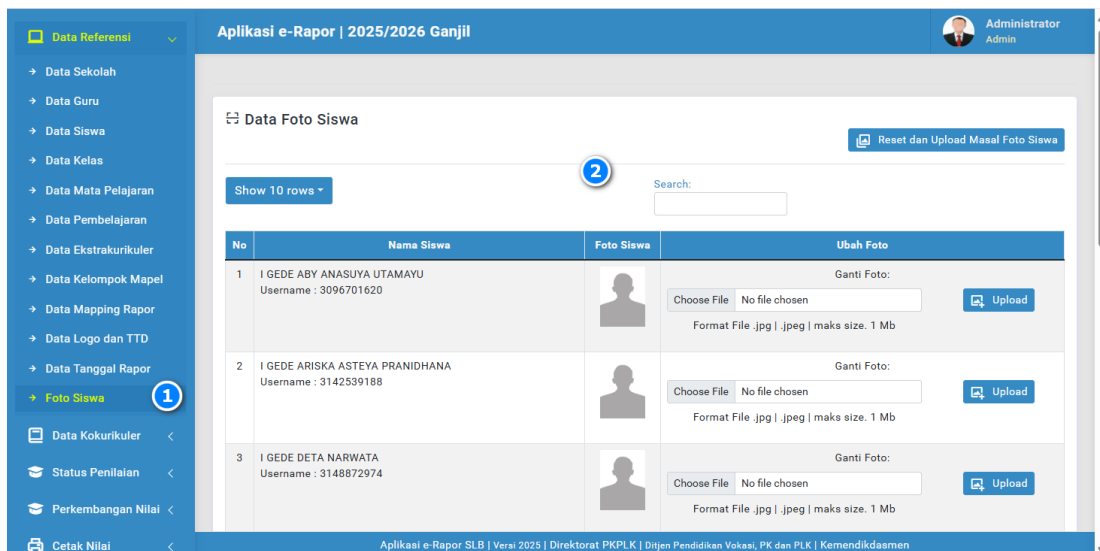 Data Referensi
Data Sekolah
Data Guru
Data Siswa
Data Kelas
Data Mata Pelajaran
Data Pembelajaran
Data Ekstrakurikuler
Data Kelompok Mapel
Data Mapping Rapor
Data Logo dan TTD
Data Tanggal Rapor
Foto Siswa
1
Data Kokurikuler
Status Penilaian
Perkembangan Nilai
Cetak Nilai
Aplikasi e-Rapor | 2025/2026 Ganjil
Administrator
Admin
Data Foto Siswa
Reset dan Upload Masal Foto Siswa
2
Show 10 rows
Search:
No Nama Siswa Foto Siswa Ubah Foto
1 I GEDE ABY ANASUYA UTAMAYU
Username : 3096701620
Ganti Foto:
Choose File No file chosen Upload
Format File .jpg | .jpeg | maks size. 1 Mb
2 I GEDE ARISKA ASTEYA PRANIDHANA
Username : 3142539188
Ganti Foto:
Choose File No file chosen Upload
Format File .jpg | .jpeg | maks size. 1 Mb
3 I GEDE DETA NARWATA
Username : 3148872974
Ganti Foto:
Choose File No file chosen Upload
Format File .jpg | .jpeg | maks size. 1 Mb
Aplikasi e-Rapor SLB | Versi 2025 | Direktorat PKPLK | Ditjen Pendidikan Vokasi, PK dan PLK | Kemendikdasmen